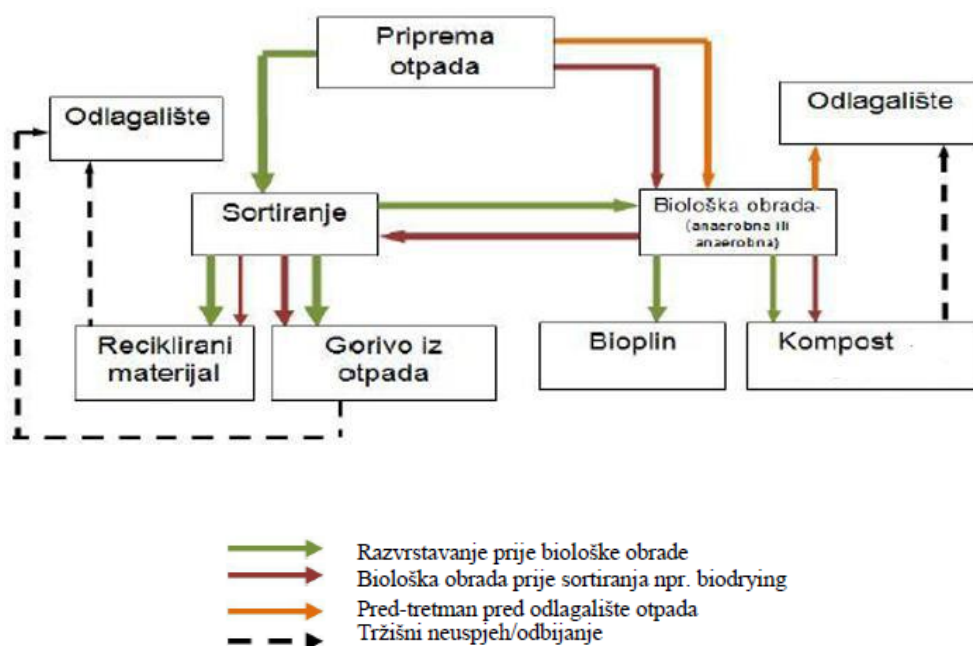 Priprema
otpada
Odlagalište
Odlagalište
Sortiranje
Biološka obrada-
(anaerobna ili
anaerobna)
Reciklirani
materijal
Gorivo iz
otpada
Bioplin
Kompost
Razvrstavanje prije biološke obrade
Biološka obrada prije sortiranja npr. biodrying
Pred-tretman pred odlagalište otpada
Tržišni neuspjeh/odbijanje